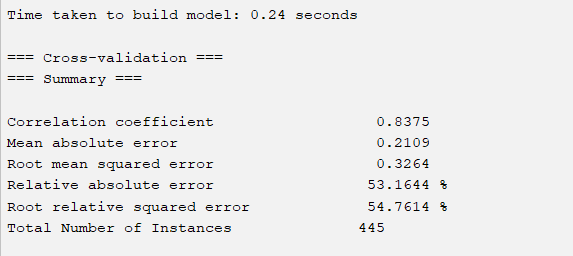 Time taken to build model: 0.24 seconds
=== Cross-validation ===
=== Summary ===
Correlation coefficient 0.8375
Mean absolute error 0.2109
Root mean squared error 0.3264
Relative absolute error 53.1644 %
Root relative squared error 54.7614 %
Total Number of Instances 445